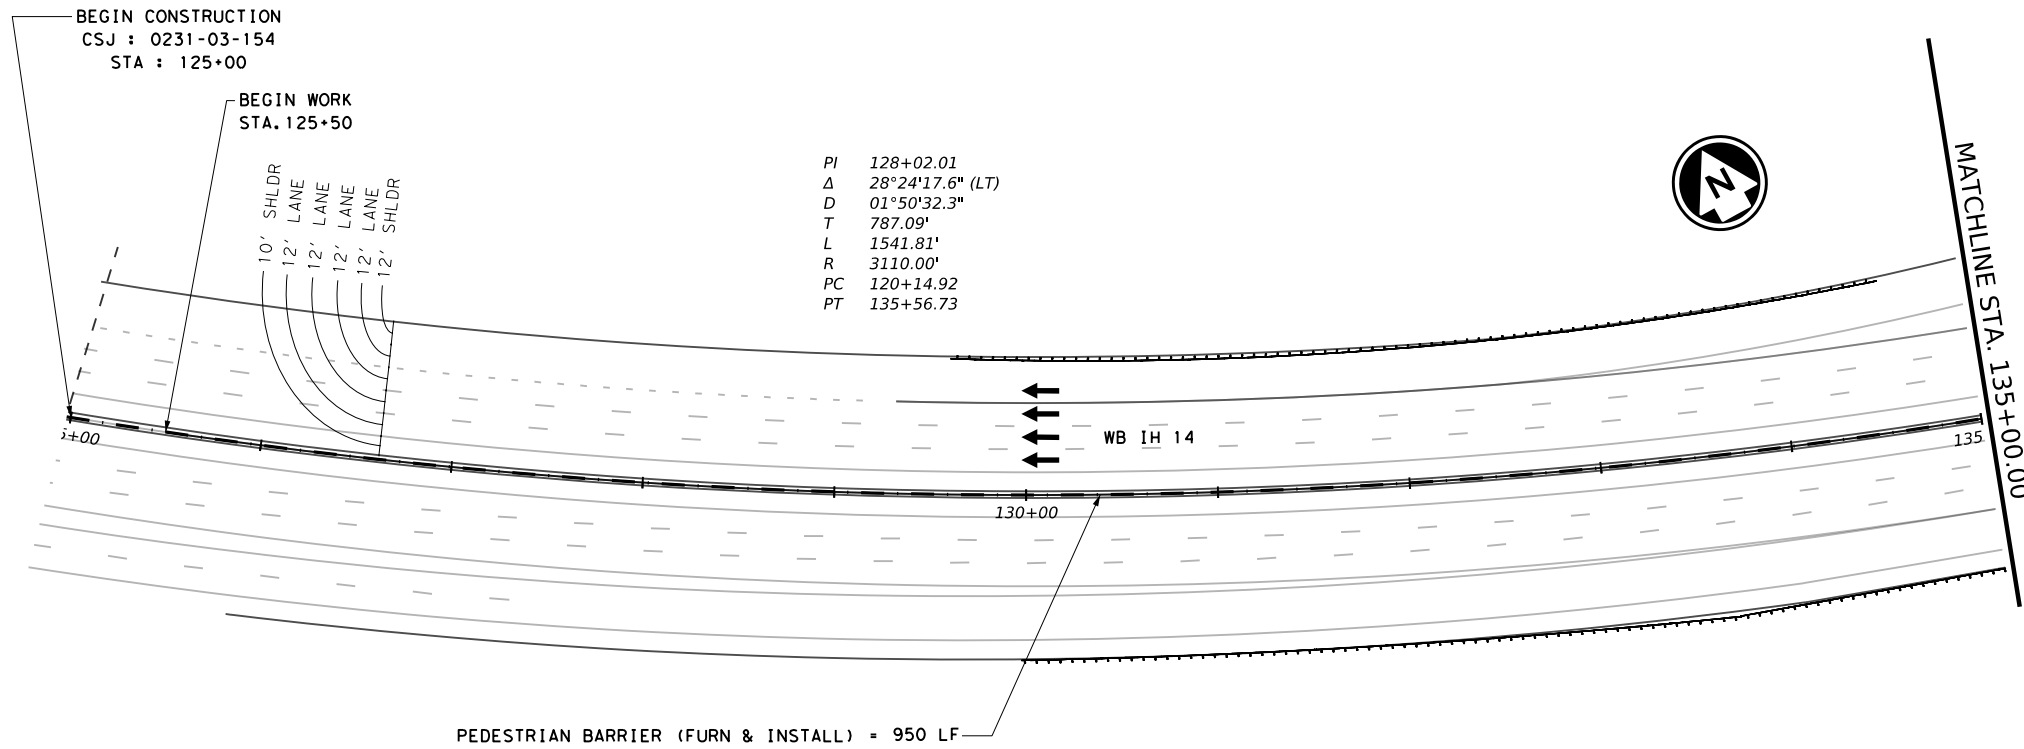 BEGIN CONSTRUCTION
CSJ : 0231-03-154
STA : 125+00
BEGIN WORK
STA.125+50
10' SHLDR
12' LANE
12' LANE
12' LANE
12' LANE
12' SHLDR
PI 128+02.01
Δ 28°24'17.6" (LT)
D 01°50'32.3"
T 787.09'
L 1541.81'
R 3110.00'
PC 120+14.92
PT 135+56.73
N
MATCHLINE STA. 135+00.00
WB IH 14
5+00
130+00
135
PEDESTRIAN BARRIER (FURN & INSTALL) = 950 LF